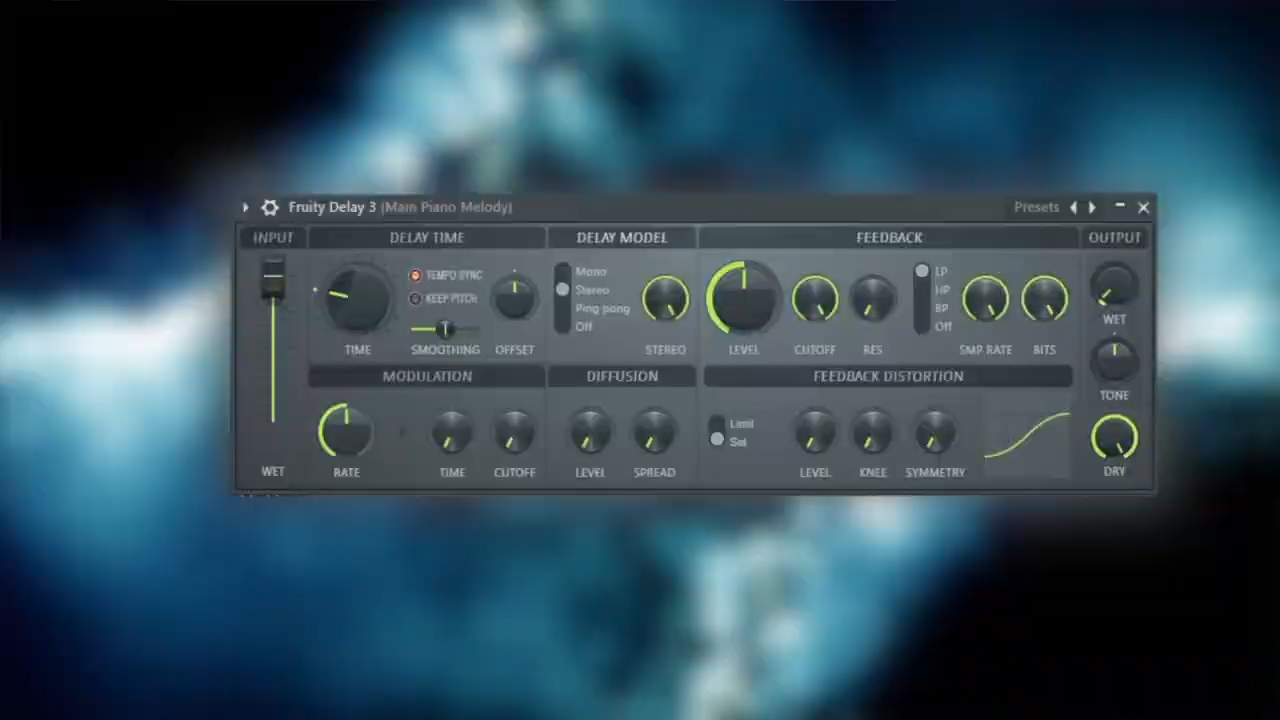 Fruity Delay 3 (Main Piano Melody) Presets
INPUT DELAY TIME DELAY MODEL FEEDBACK OUTPUT
TEMPO SYNC
KEEP PITCH
Mono
Stereo
Ping pong
Off
LP
HP
BP
Off
WET
TIME SMOOTHING OFFSET STEREO LEVEL CUTOFF RES SMP RATE BITS
MODULATION DIFFUSION FEEDBACK DISTORTION
TONE
Limit
Sat
WET RATE TIME CUTOFF LEVEL SPREAD LEVEL KNEE SYMMETRY DRY